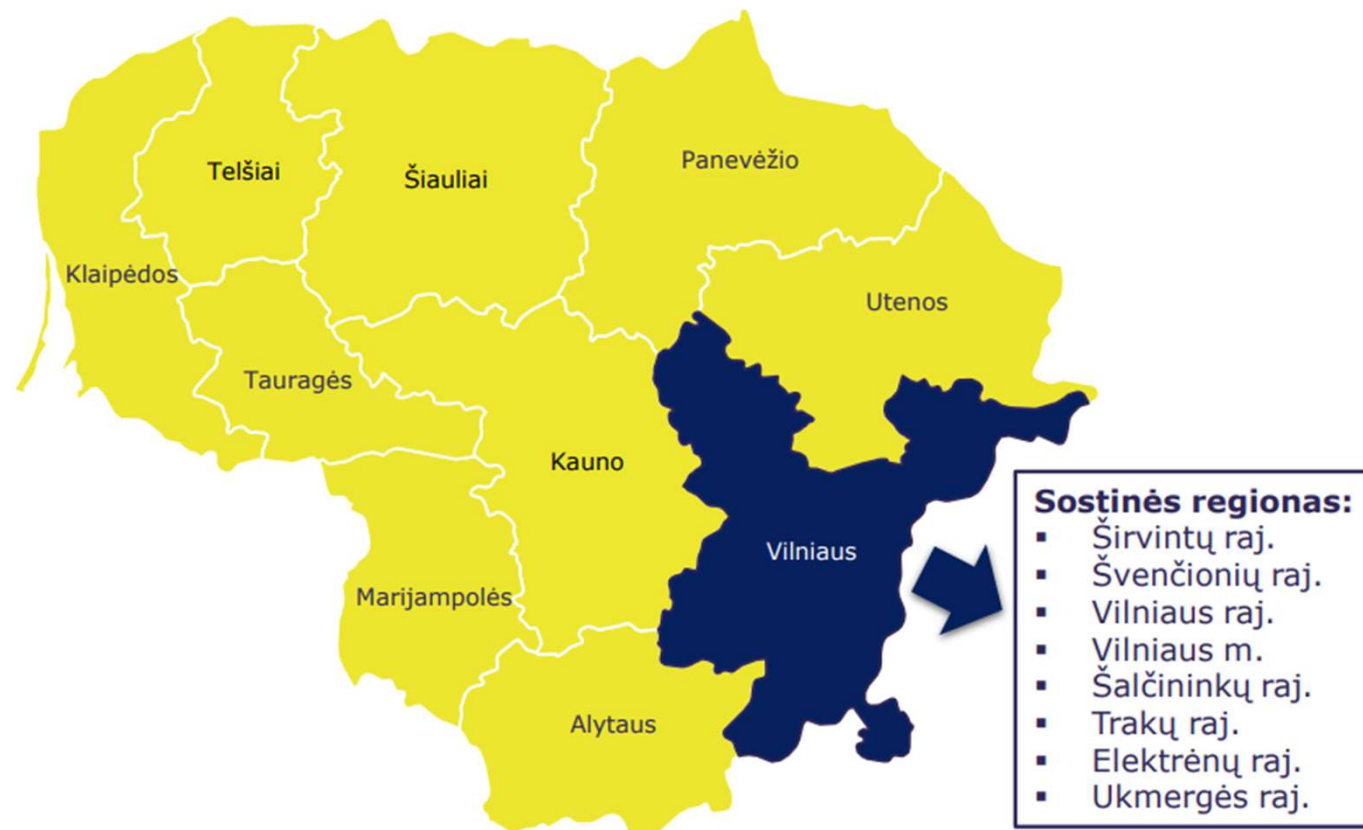 Telšiai
Šiauliai
Panevėžio
Klaipėdos
Utenos
Tauragės
Kauno
Vilniaus
Marijampolės
Alytaus
Sostinės regionas:
▪ Širvintų raj.
▪ Švenčionių raj.
▪ Vilniaus raj.
▪ Vilniaus m.
▪ Šalčininkų raj.
▪ Trakų raj.
▪ Elektrėnų raj.
▪ Ukmergės raj.